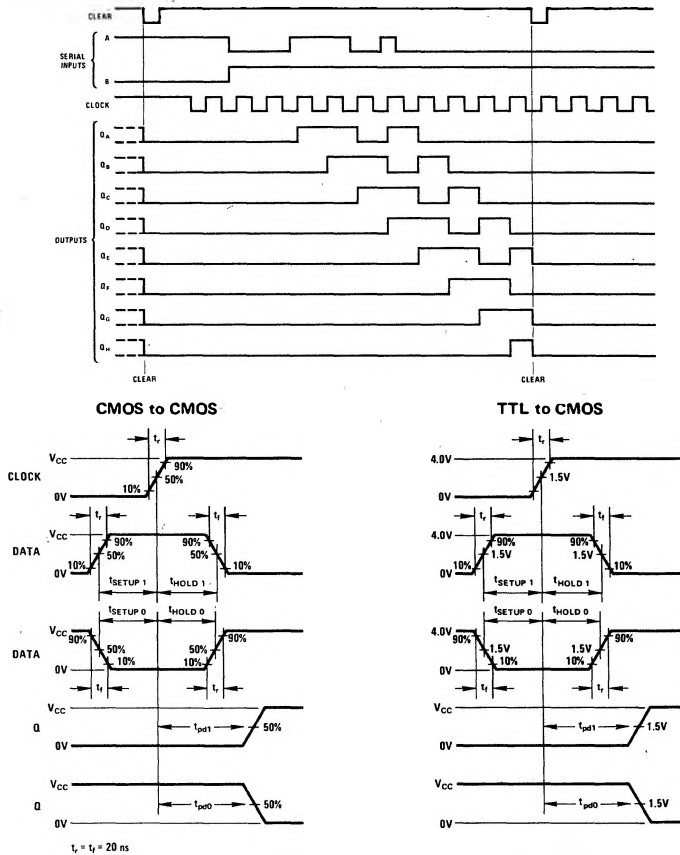 CLEAR
SERIAL INPUTS
A
B
CLOCK
OUTPUTS
QA
QB
QC
QD
QE
QF
QG
QH
CLEAR CLEAR
CMOS to CMOS
CLOCK
VCC
0V
tr
90%
50%
10%
DATA
VCC
0V
tr
tf
90%
50%
10%
90%
50%
10%
tSETUP 1
tHOLD 1
tSETUP 0
tHOLD 0
DATA
VCC
0V
90%
50%
10%
50%
10%
90%
tf
tr
Q
VCC
0V
tpd1
50%
Q
VCC
0V
tpd0
50%
tr = tf = 20 ns
TTL to CMOS
4.0V
0V
tr
90%
1.5V
4.0V
0V
tr
tf
10%
90%
1.5V
90%
1.5V
10%
tSETUP 1
tHOLD 1
tSETUP 0
tHOLD 0
4.0V
0V
90%
1.5V
10%
1.5V
10%
90%
tf
tr
VCC
0V
tpd1
1.5V
VCC
0V
tpd0
1.5V